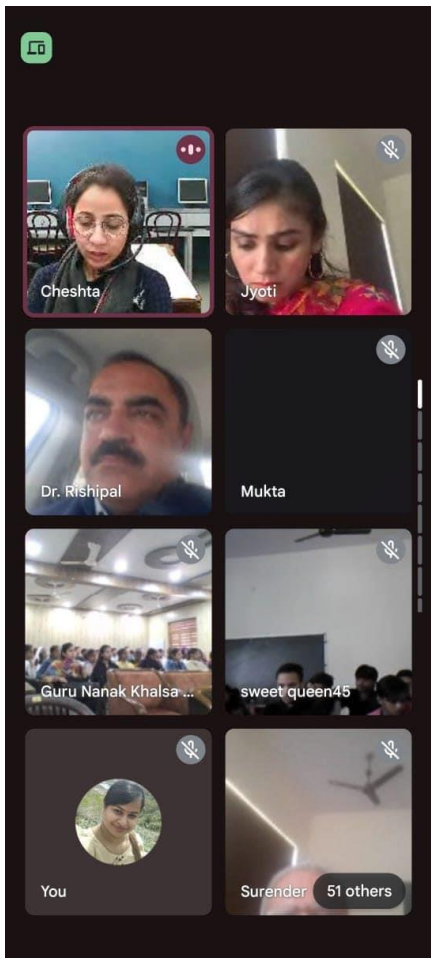 Cheshta
Jyoti
Dr. Rishipal
Mukta
Guru Nanak Khalsa ...
sweet queen45
You
Surender
51 others